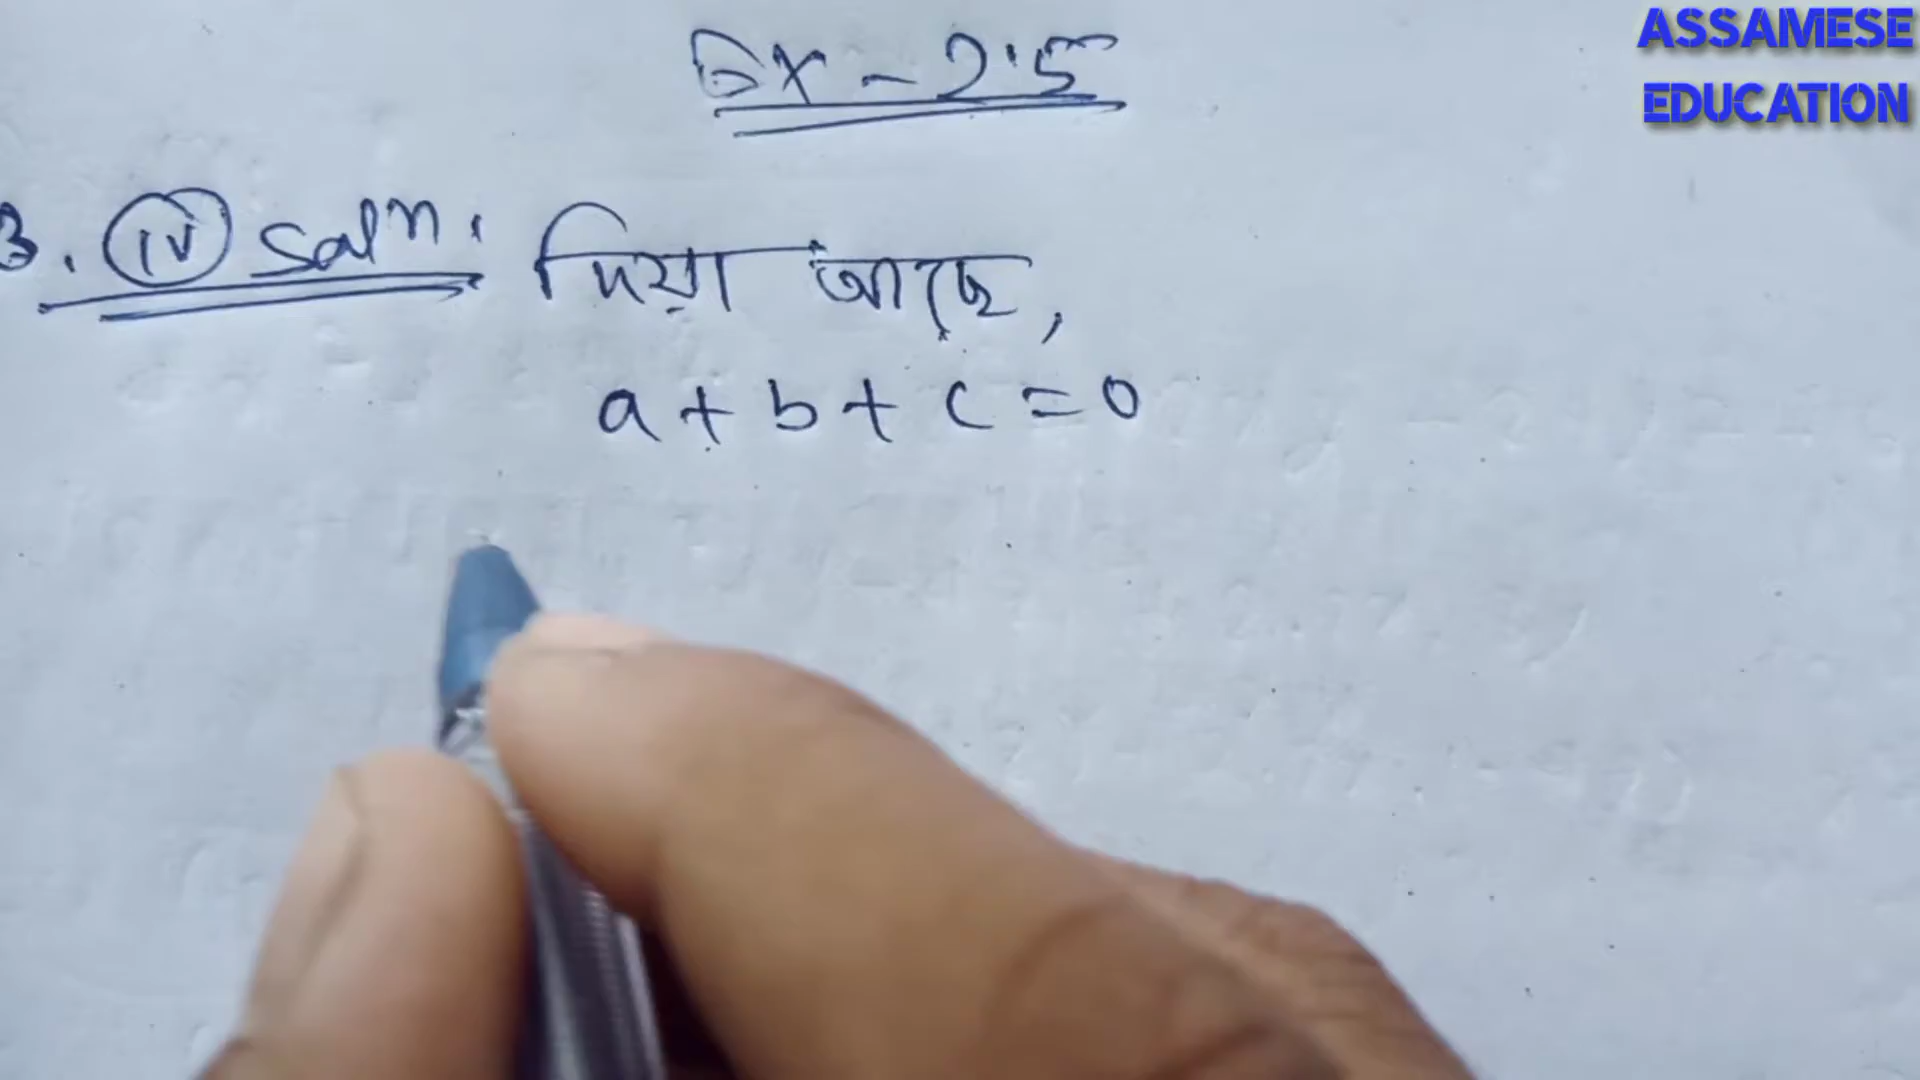 Ex - 2.5
ASSAMESE
EDUCATION
3. (iv) Solⁿ. দিয়া আছে,
a + b + c = 0